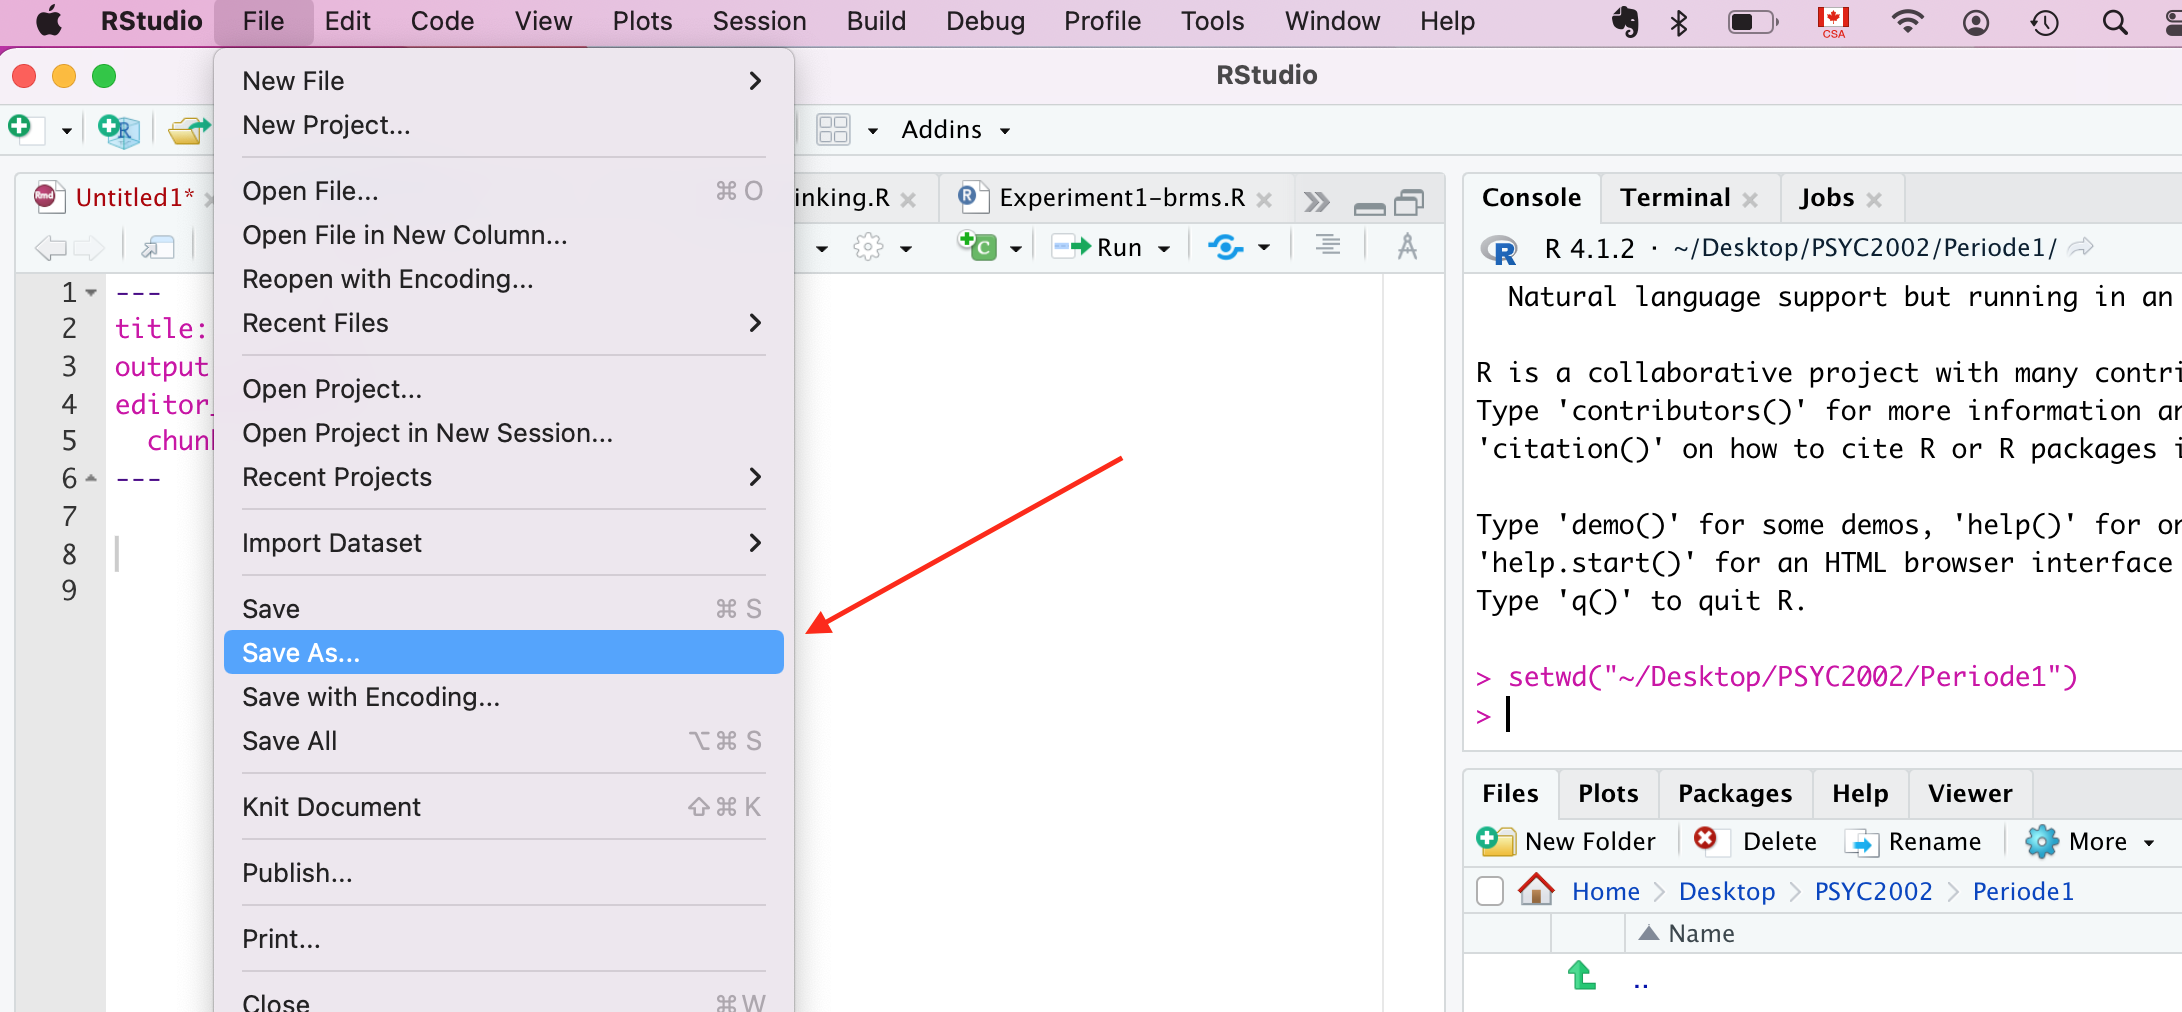 RStudio File Edit Code View Plots Session Build Debug Profile Tools Window Help CSA
RStudio
New File
New Project...
Open File... ⌘ O
Open File in New Column...
Reopen with Encoding...
Recent Files
Open Project...
Open Project in New Session...
Recent Projects
Import Dataset
Save ⌘ S
Save As...
Save with Encoding...
Save All ⌥⌘ S
Knit Document ⇧⌘ K
Publish...
Print...
Close ⌘W
Addins
Untitled1* inking.R Experiment1-brms.R
Run
1 ---
2 title:
3 output
4 editor_
5 chunk
6 ---
7
8
9
Console Terminal Jobs
R 4.1.2 · ~/Desktop/PSYC2002/Periode1/
Natural language support but running in an
R is a collaborative project with many contri
Type 'contributors()' for more information an
'citation()' on how to cite R or R packages i
Type 'demo()' for some demos, 'help()' for on
'help.start()' for an HTML browser interface
Type 'q()' to quit R.
> setwd("~/Desktop/PSYC2002/Periode1")
>
Files Plots Packages Help Viewer
New Folder Delete Rename More
Home Desktop PSYC2002 Periode1
Name
..